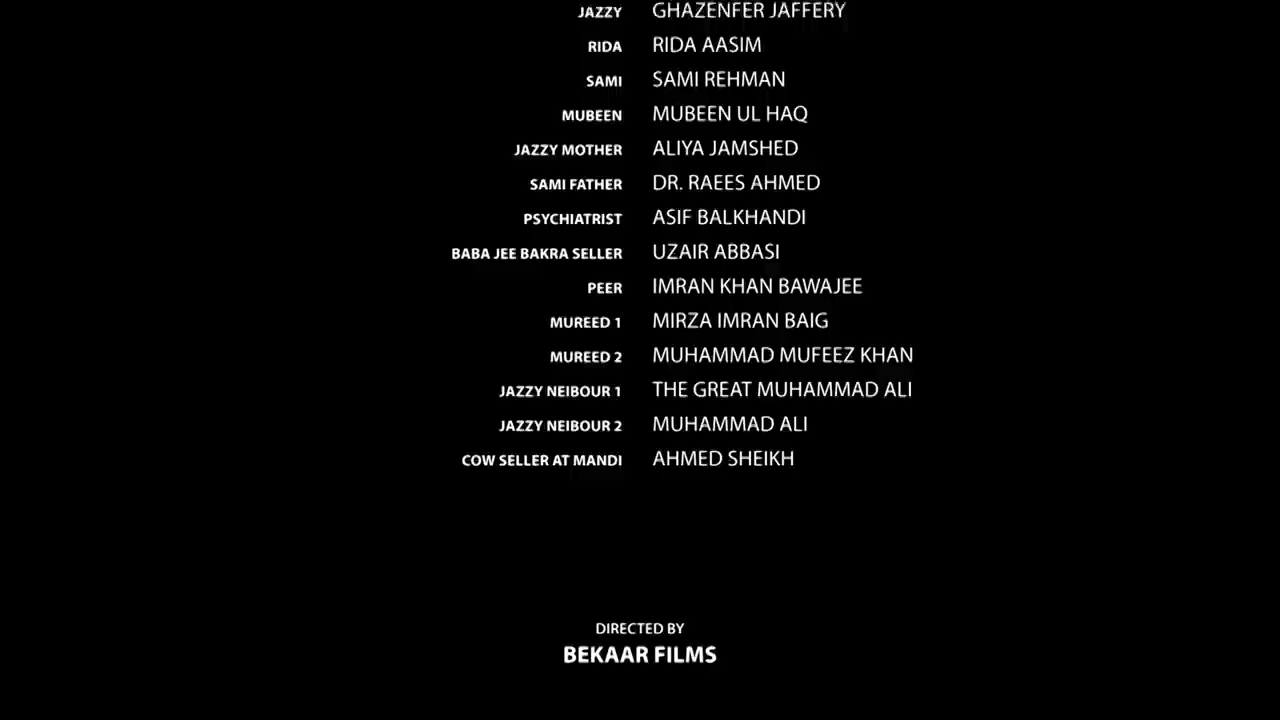 JAZZY GHAZENFER JAFFERY
RIDA RIDA AASIM
SAMI SAMI REHMAN
MUBEEN MUBEEN UL HAQ
JAZZY MOTHER ALIYA JAMSHED
SAMI FATHER DR. RAEES AHMED
PSYCHIATRIST ASIF BALKHANDI
BABA JEE BAKRA SELLER UZAIR ABBASI
PEER IMRAN KHAN BAWAJEE
MUREED 1 MIRZA IMRAN BAIG
MUREED 2 MUHAMMAD MUFEEZ KHAN
JAZZY NEIBOUR 1 THE GREAT MUHAMMAD ALI
JAZZY NEIBOUR 2 MUHAMMAD ALI
COW SELLER AT MANDI AHMED SHEIKH
DIRECTED BY
BEKAAR FILMS